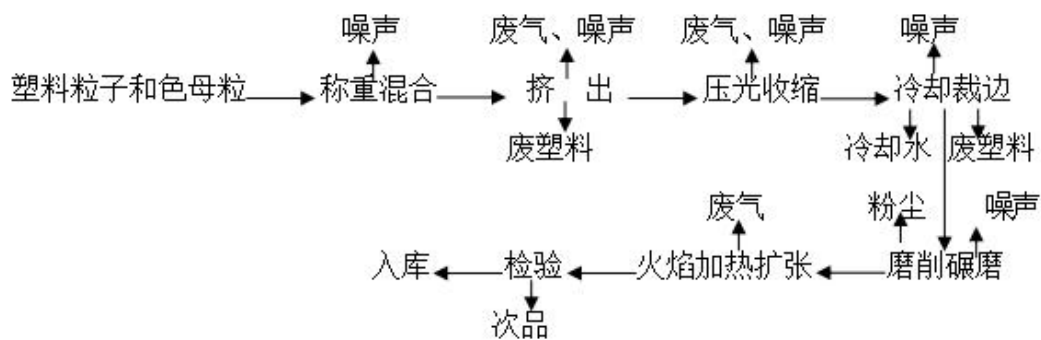 噪声 废气、噪声 废气、噪声 噪声
塑料粒子和色母粒 称重混合 挤 出 压光收缩 冷却裁边
废塑料 冷却水 废塑料
废气 粉尘 噪声
入库 检验 火焰加热扩张 磨削碾磨
次品